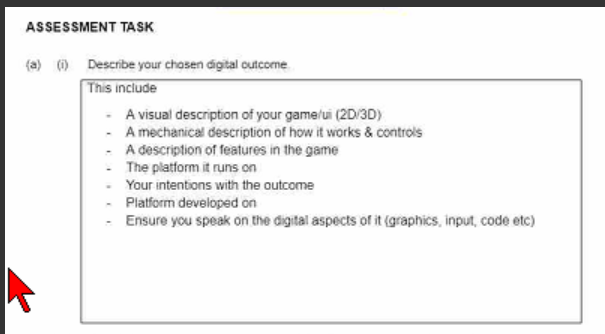 ASSESSMENT TASK
(a) (i) Describe your chosen digital outcome.
This include
- A visual description of your game/ui (2D/3D)
- A mechanical description of how it works & controls
- A description of features in the game
- The platform it runs on
- Your intentions with the outcome
- Platform developed on
- Ensure you speak on the digital aspects of it (graphics, input, code etc)